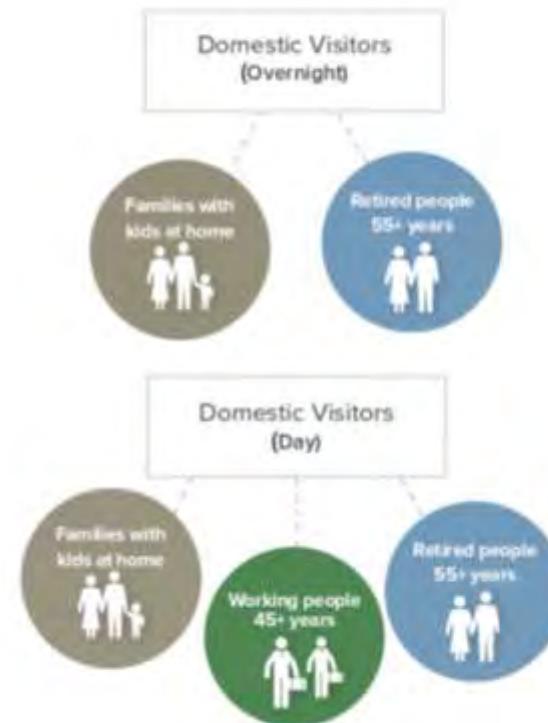 Domestic Visitors
(Overnight)
Families with
kids at home
Retired people
55+ years
Domestic Visitors
(Day)
Families with
kids at home
Working people
45+ years
Retired people
55+ years